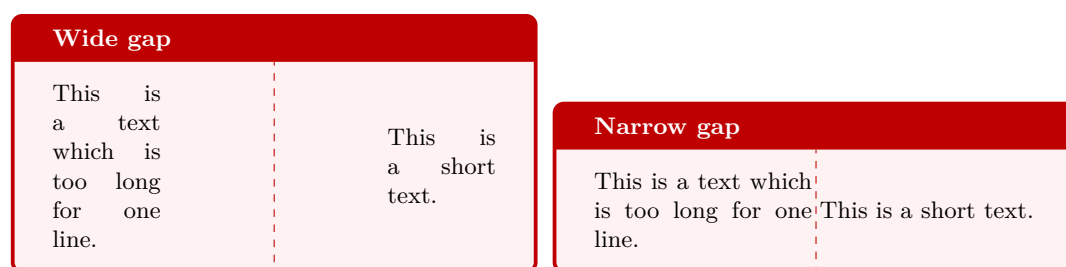 Wide gap
This is
a text
which is
too long
for one
line.
This is
a short
text.
Narrow gap
This is a text which
is too long for one
line.
This is a short text.